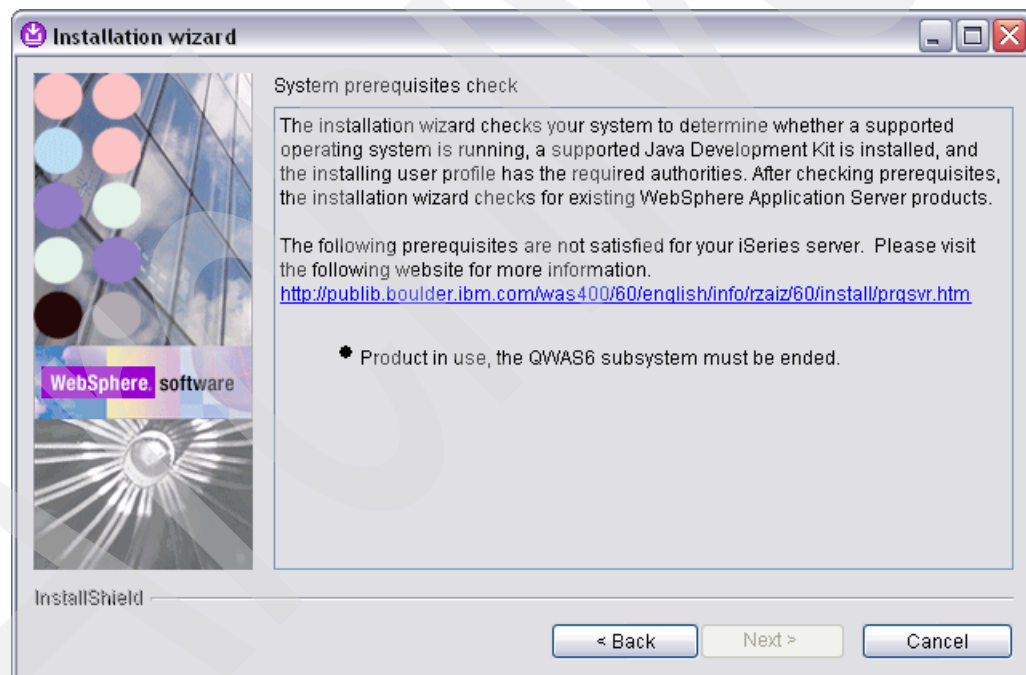 Installation wizard
System prerequisites check
The installation wizard checks your system to determine whether a supported
operating system is running, a supported Java Development Kit is installed, and
the installing user profile has the required authorities. After checking prerequisites,
the installation wizard checks for existing WebSphere Application Server products.
The following prerequisites are not satisfied for your iSeries server. Please visit
the following website for more information.
http://publib.boulder.ibm.com/was400/60/english/info/rzaiz/60/install/prqsvr.htm
Product in use, the QWAS6 subsystem must be ended.
WebSphere. software
InstallShield
< Back
Next >
Cancel